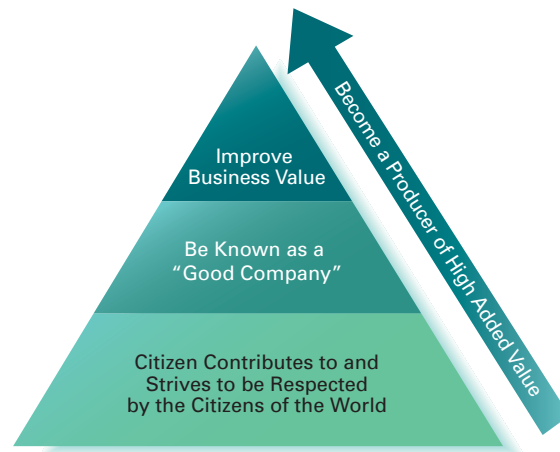 Improve
Business Value
Be Known as a
“Good Company”
Citizen Contributes to and
Strives to be Respected
by the Citizens of the World
Become a Producer of High Added Value